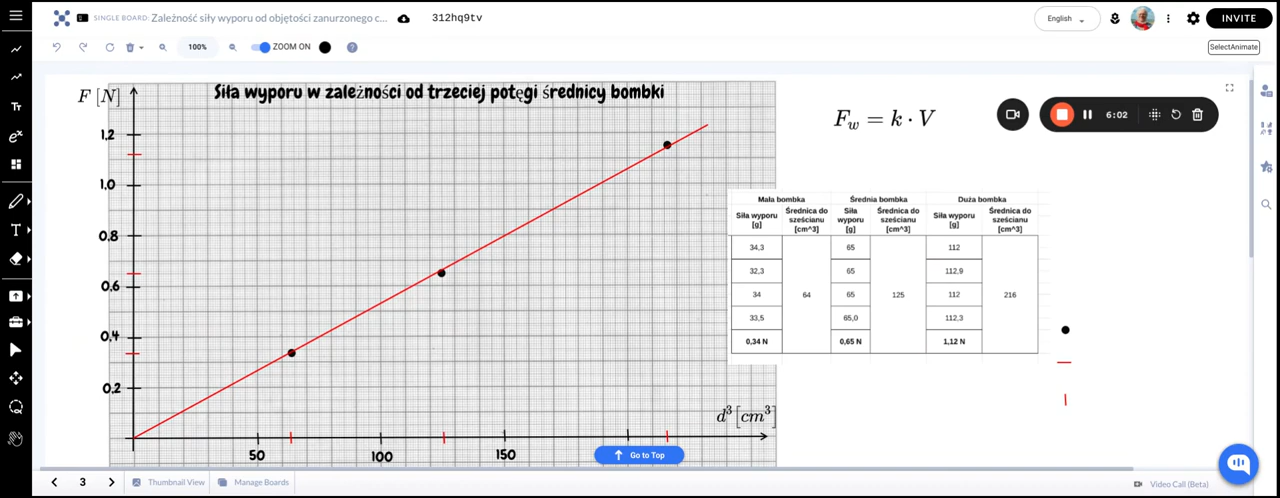 SINGLE BOARD: Zależność siły wyporu od objętości zanurzonego c...
312hq9tv
English
INVITE
100%
ZOOM ON
SelectAnimate
F [N]
Siła wyporu w zależności od trzeciej potęgi średnicy bombki
F_w = k · V
6:02
1.2
1.0
0.8
0.6
0.4
0.2
50
100
150
d³ [cm³]
Mała bombka Średnia bombka Duża bombka
Siła wyporu [g] Średnica do sześcianu [cm^3] Siła wyporu [g] Średnica do sześcianu [cm^3] Siła wyporu [g] Średnica do sześcianu [cm^3]
34,3 65 112
32,3 65 112,9
34 64 65 125 112 216
33,5 65,0 112,3
0,34 N 0,65 N 1,12 N
Go to Top
3
Thumbnail View
Manage Boards
Video Call (Beta)